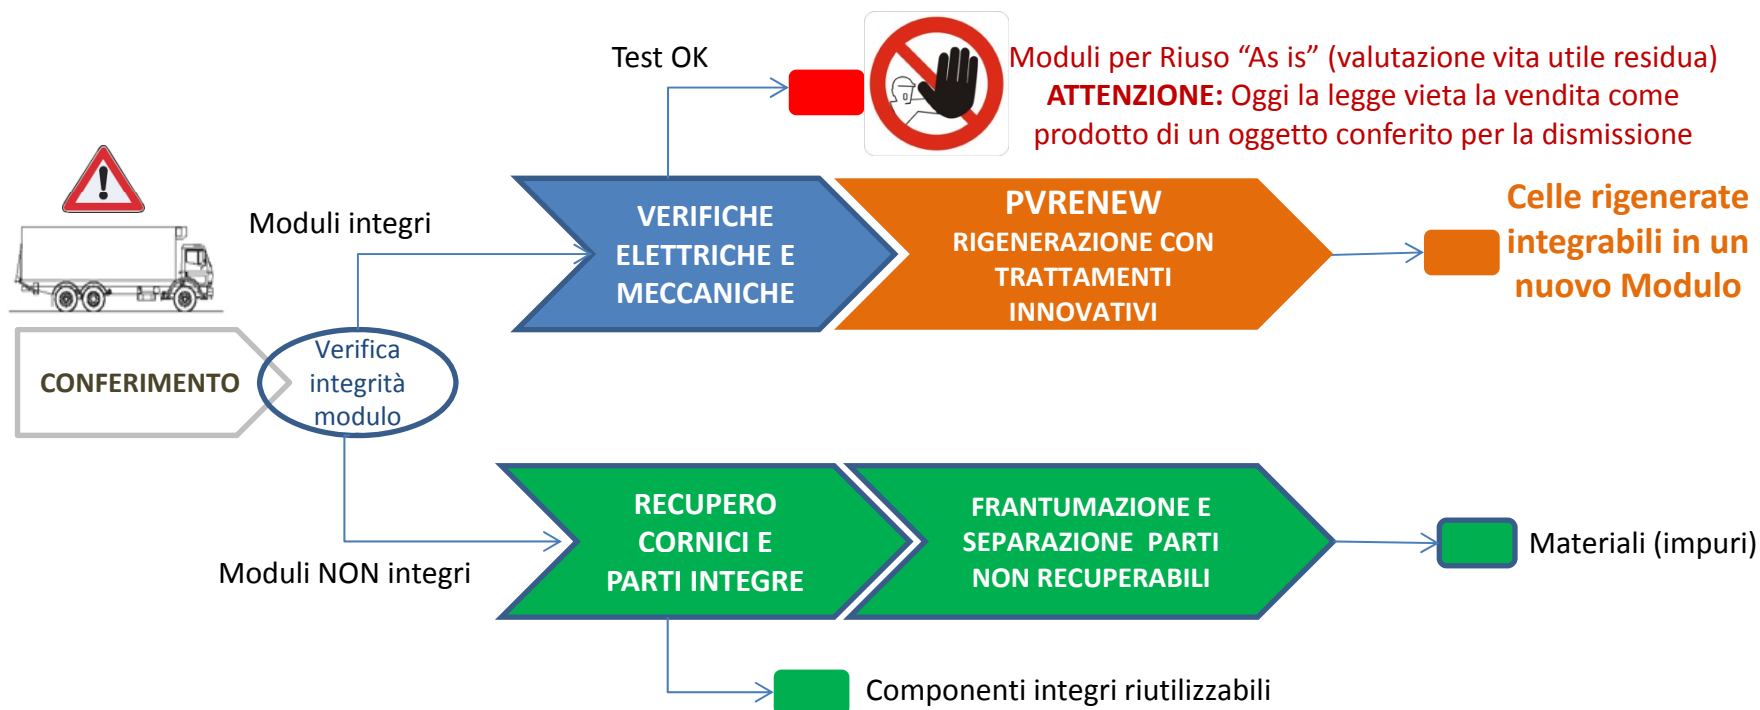 Test OK
Moduli per Riuso “As is” (valutazione vita utile residua)
ATTENZIONE: Oggi la legge vieta la vendita come
prodotto di un oggetto conferito per la dismissione
Moduli integri
VERIFICHE
ELETTRICHE E
MECCANICHE
PVRENEW
RIGENERAZIONE CON
TRATTAMENTI
INNOVATIVI
Celle rigenerate
integrabili in un
nuovo Modulo
CONFERIMENTO
Verifica
integrità
modulo
Moduli NON integri
RECUPERO
CORNICI E
PARTI INTEGRE
FRANTUMAZIONE E
SEPARAZIONE  PARTI
NON RECUPERABILI
Materiali (impuri)
Componenti integri riutilizzabili